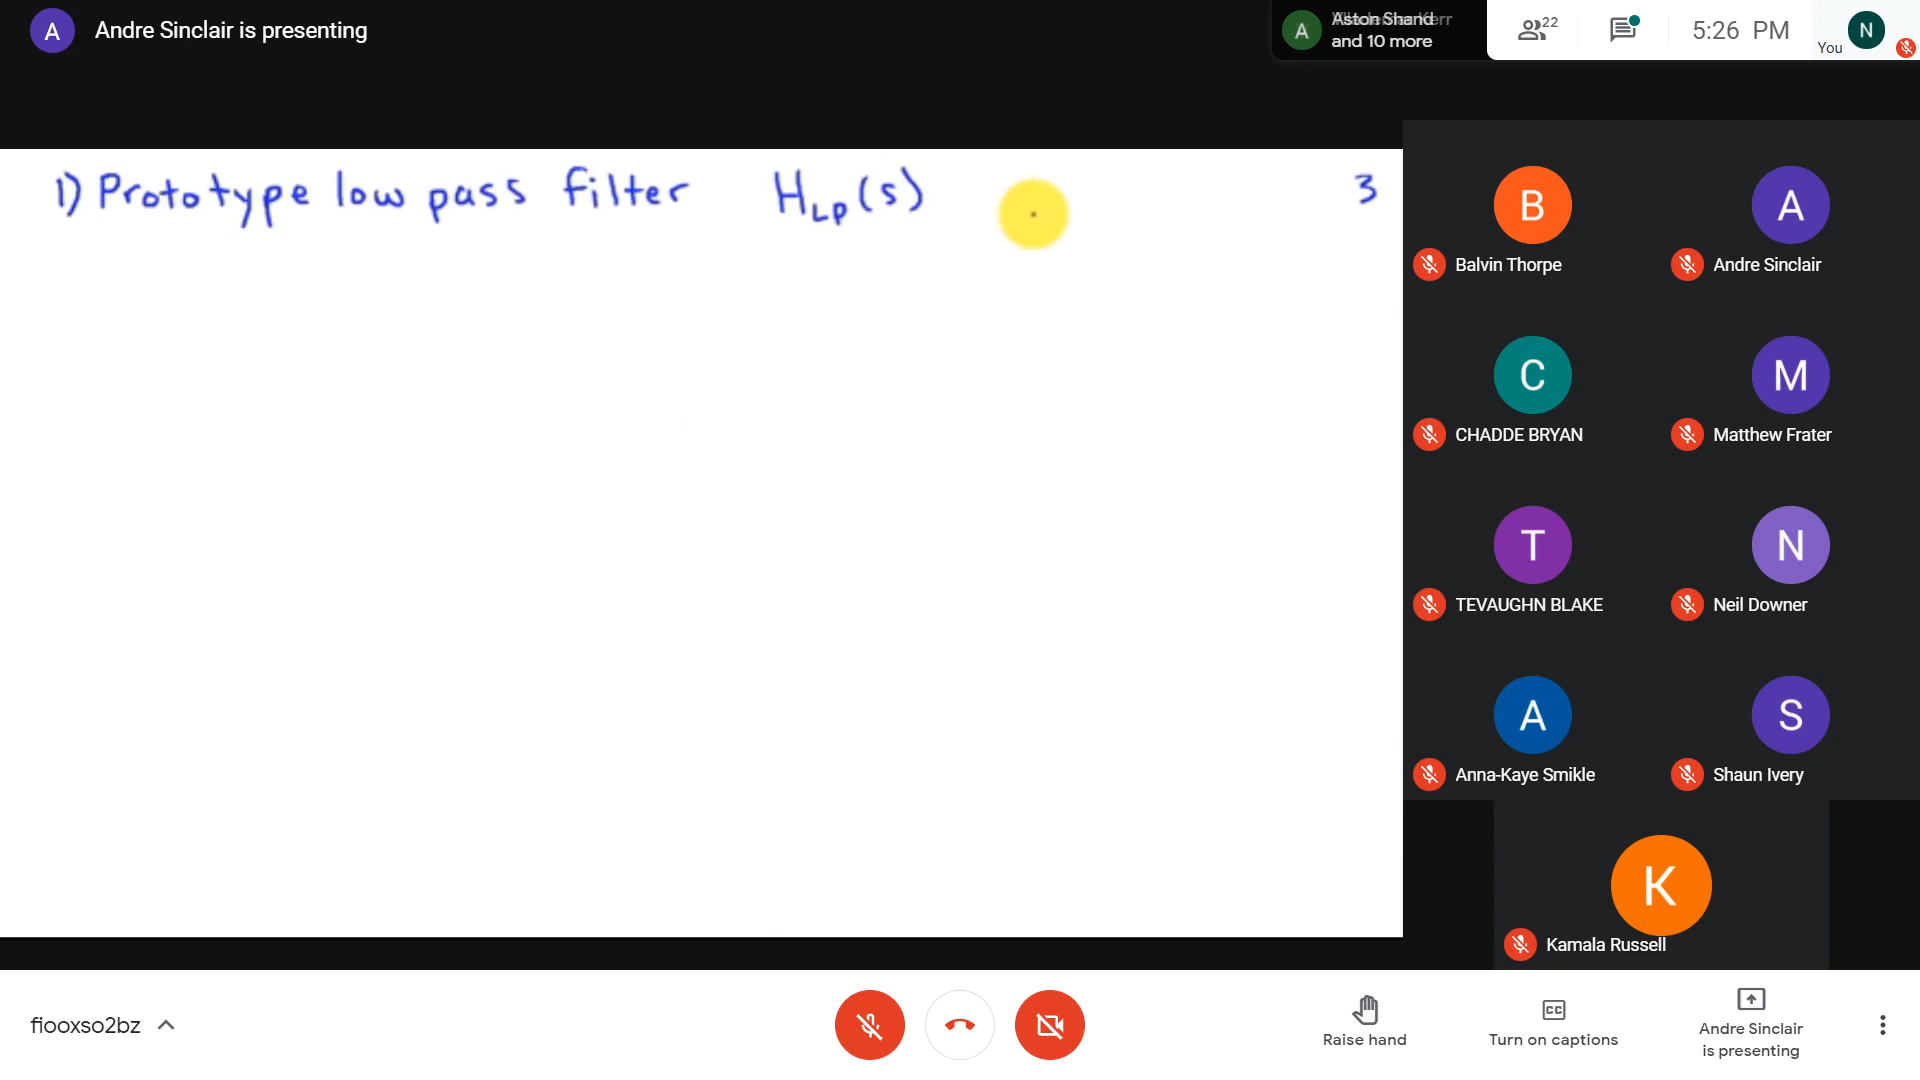 A
Andre Sinclair is presenting
A
Aston Shand
and 10 more
22
5:26 PM
You
N
1) Prototype low pass filter H_LP(s)
3
B
Balvin Thorpe
A
Andre Sinclair
C
CHADDE BRYAN
M
Matthew Frater
T
TEVAUGHN BLAKE
N
Neil Downer
A
Anna-Kaye Smikle
S
Shaun Ivery
K
Kamala Russell
fiooxso2bz
Raise hand
CC
Turn on captions
Andre Sinclair
is presenting